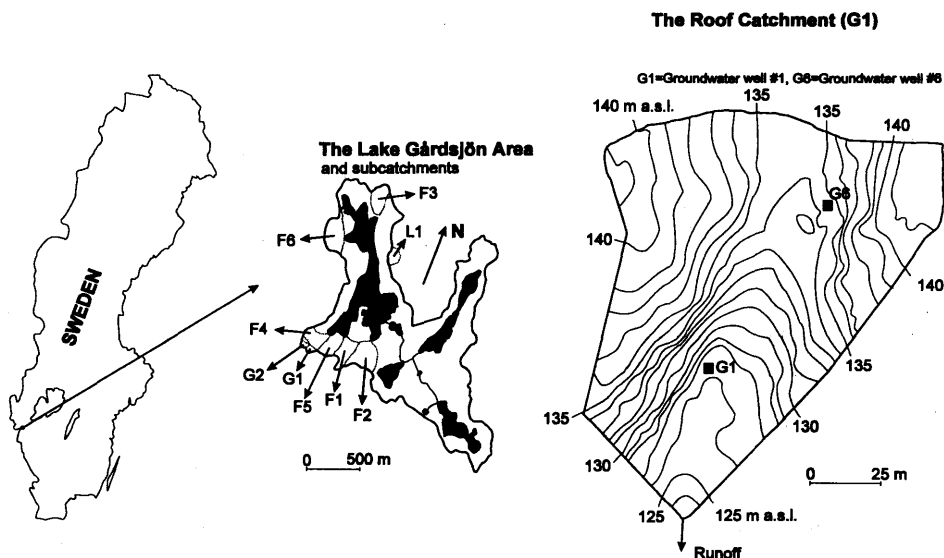 The Roof Catchment (G1)
G1=Groundwater well #1, G6=Groundwater well #6
140 m a.s.l.
135
135
140
G6
140
140
G1
135
135
130
130
125
125 m a.s.l.
0 25 m
Runoff
The Lake Gårdsjön Area
and subcatchments
F3
F6
L1
N
F4
G2
G1
F5
F1
F2
0 500 m
SWEDEN